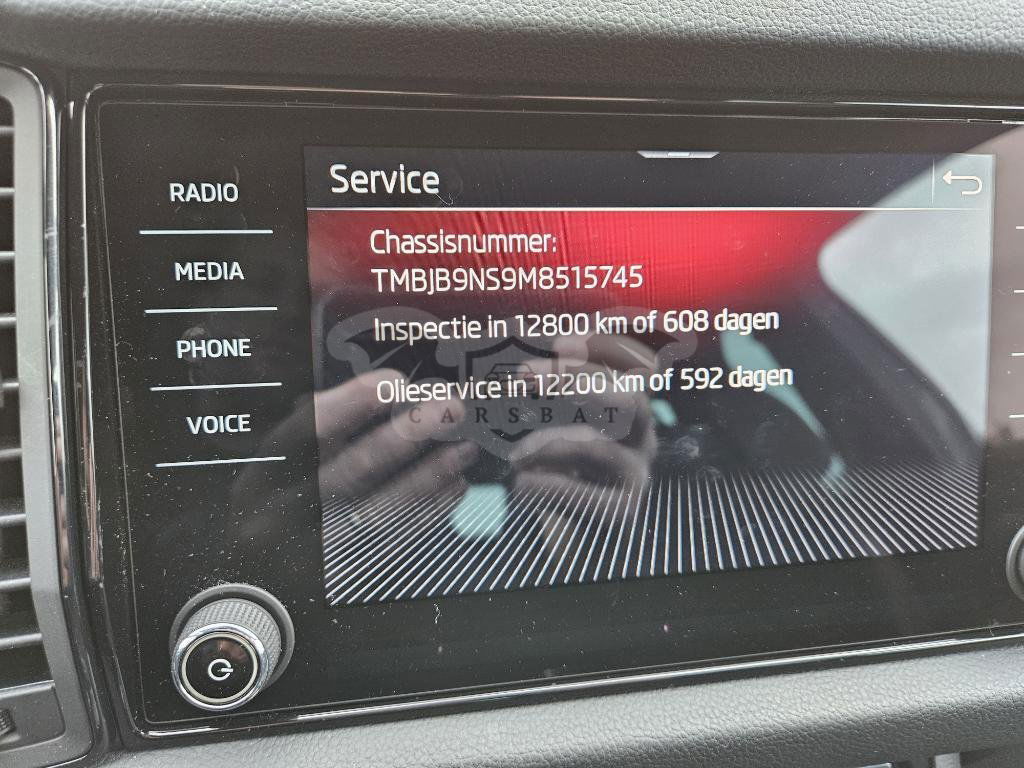 Service
RADIO
MEDIA
PHONE
VOICE
Chassisnummer:
TMBJB9NS9M8515745
Inspectie in 12800 km of 608 dagen
Olieservice in 12200 km of 592 dagen
CARSBAT